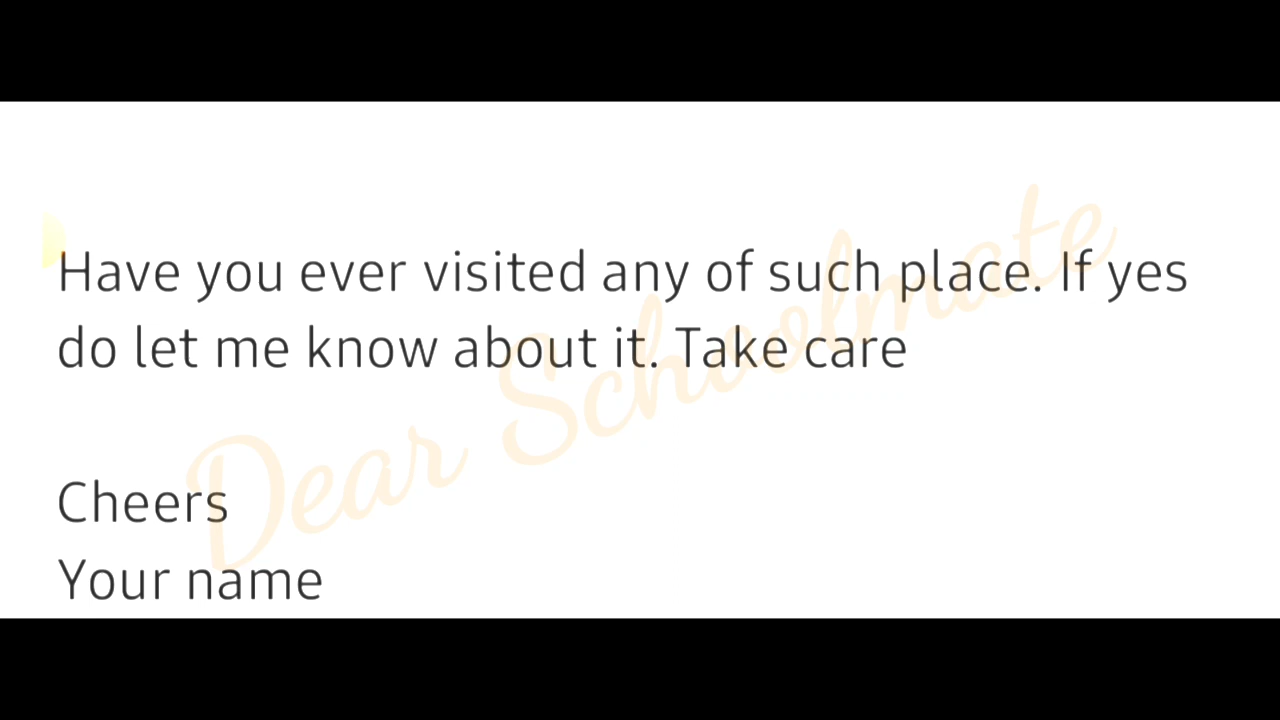 Have you ever visited any of such place. If yes
do let me know about it. Take care
Cheers
Your name
Dear Schoolmate